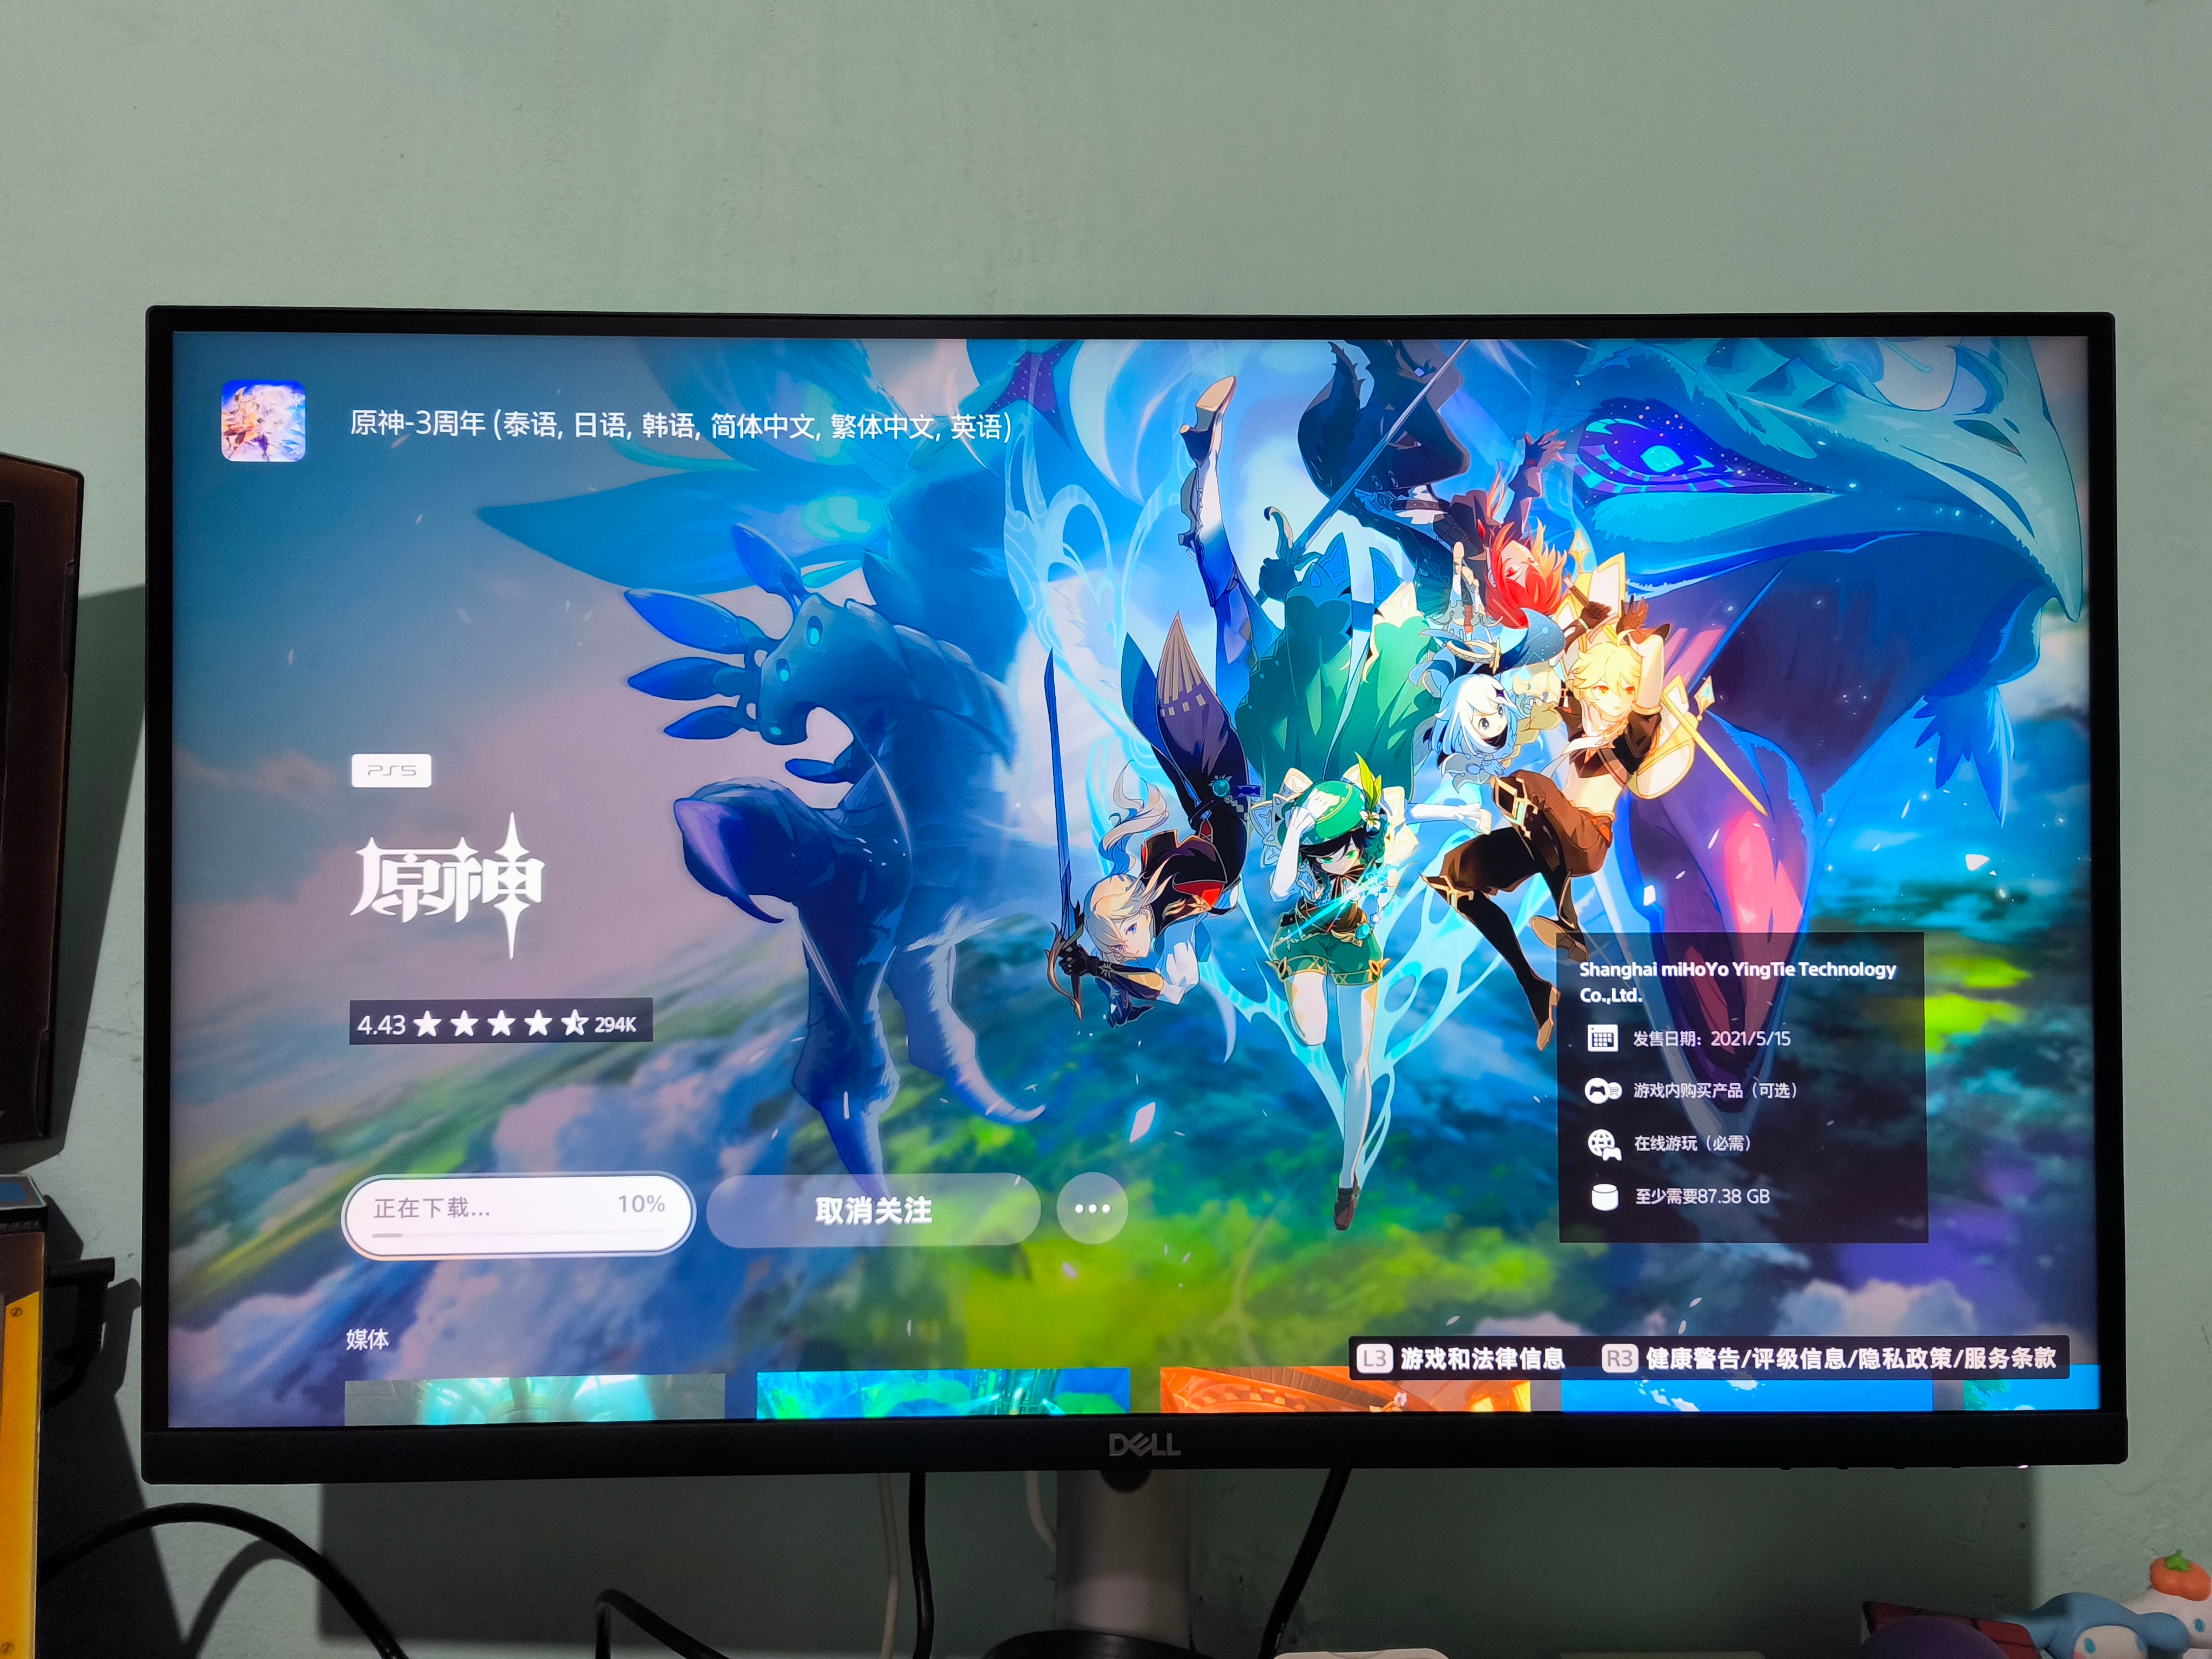 原神-3周年 (泰语, 日语, 韩语, 简体中文, 繁体中文, 英语)
PS5
原神
4.43 294K
Shanghai miHoYo YingTie Technology
Co.,Ltd.
发售日期：2021/5/15
游戏内购买产品（可选）
在线游玩（必需）
至少需要87.38 GB
正在下载... 10%
取消关注
媒体
L3 游戏和法律信息 R3 健康警告/评级信息/隐私政策/服务条款
DELL